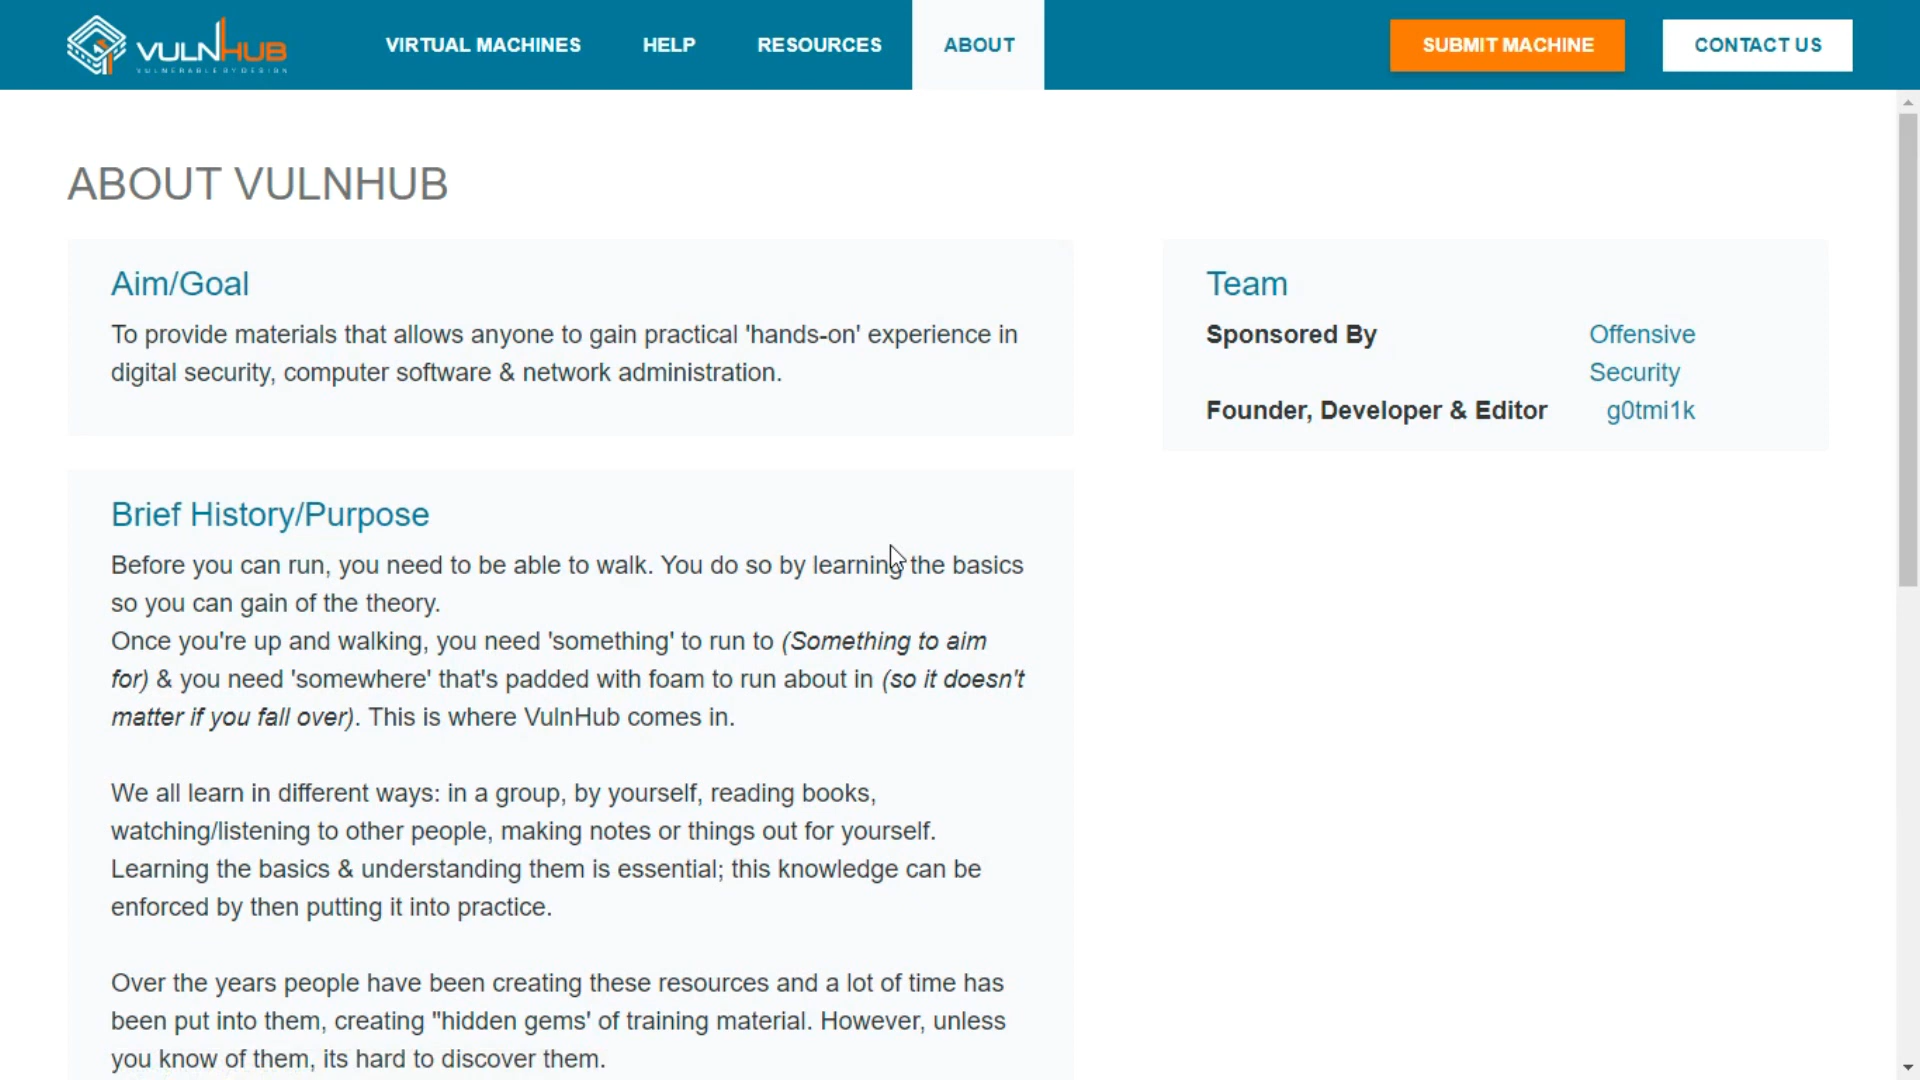 VULNHUB
VULNERABLE BY DESIGN
VIRTUAL MACHINES
HELP
RESOURCES
ABOUT
SUBMIT MACHINE
CONTACT US
ABOUT VULNHUB
Aim/Goal
To provide materials that allows anyone to gain practical 'hands-on' experience in
digital security, computer software & network administration.
Brief History/Purpose
Before you can run, you need to be able to walk. You do so by learning the basics
so you can gain of the theory.
Once you're up and walking, you need 'something' to run to (Something to aim
for) & you need 'somewhere' that's padded with foam to run about in (so it doesn't
matter if you fall over). This is where VulnHub comes in.
We all learn in different ways: in a group, by yourself, reading books,
watching/listening to other people, making notes or things out for yourself.
Learning the basics & understanding them is essential; this knowledge can be
enforced by then putting it into practice.
Over the years people have been creating these resources and a lot of time has
been put into them, creating "hidden gems' of training material. However, unless
you know of them, its hard to discover them.
Team
Sponsored By
Offensive
Security
Founder, Developer & Editor
g0tmi1k